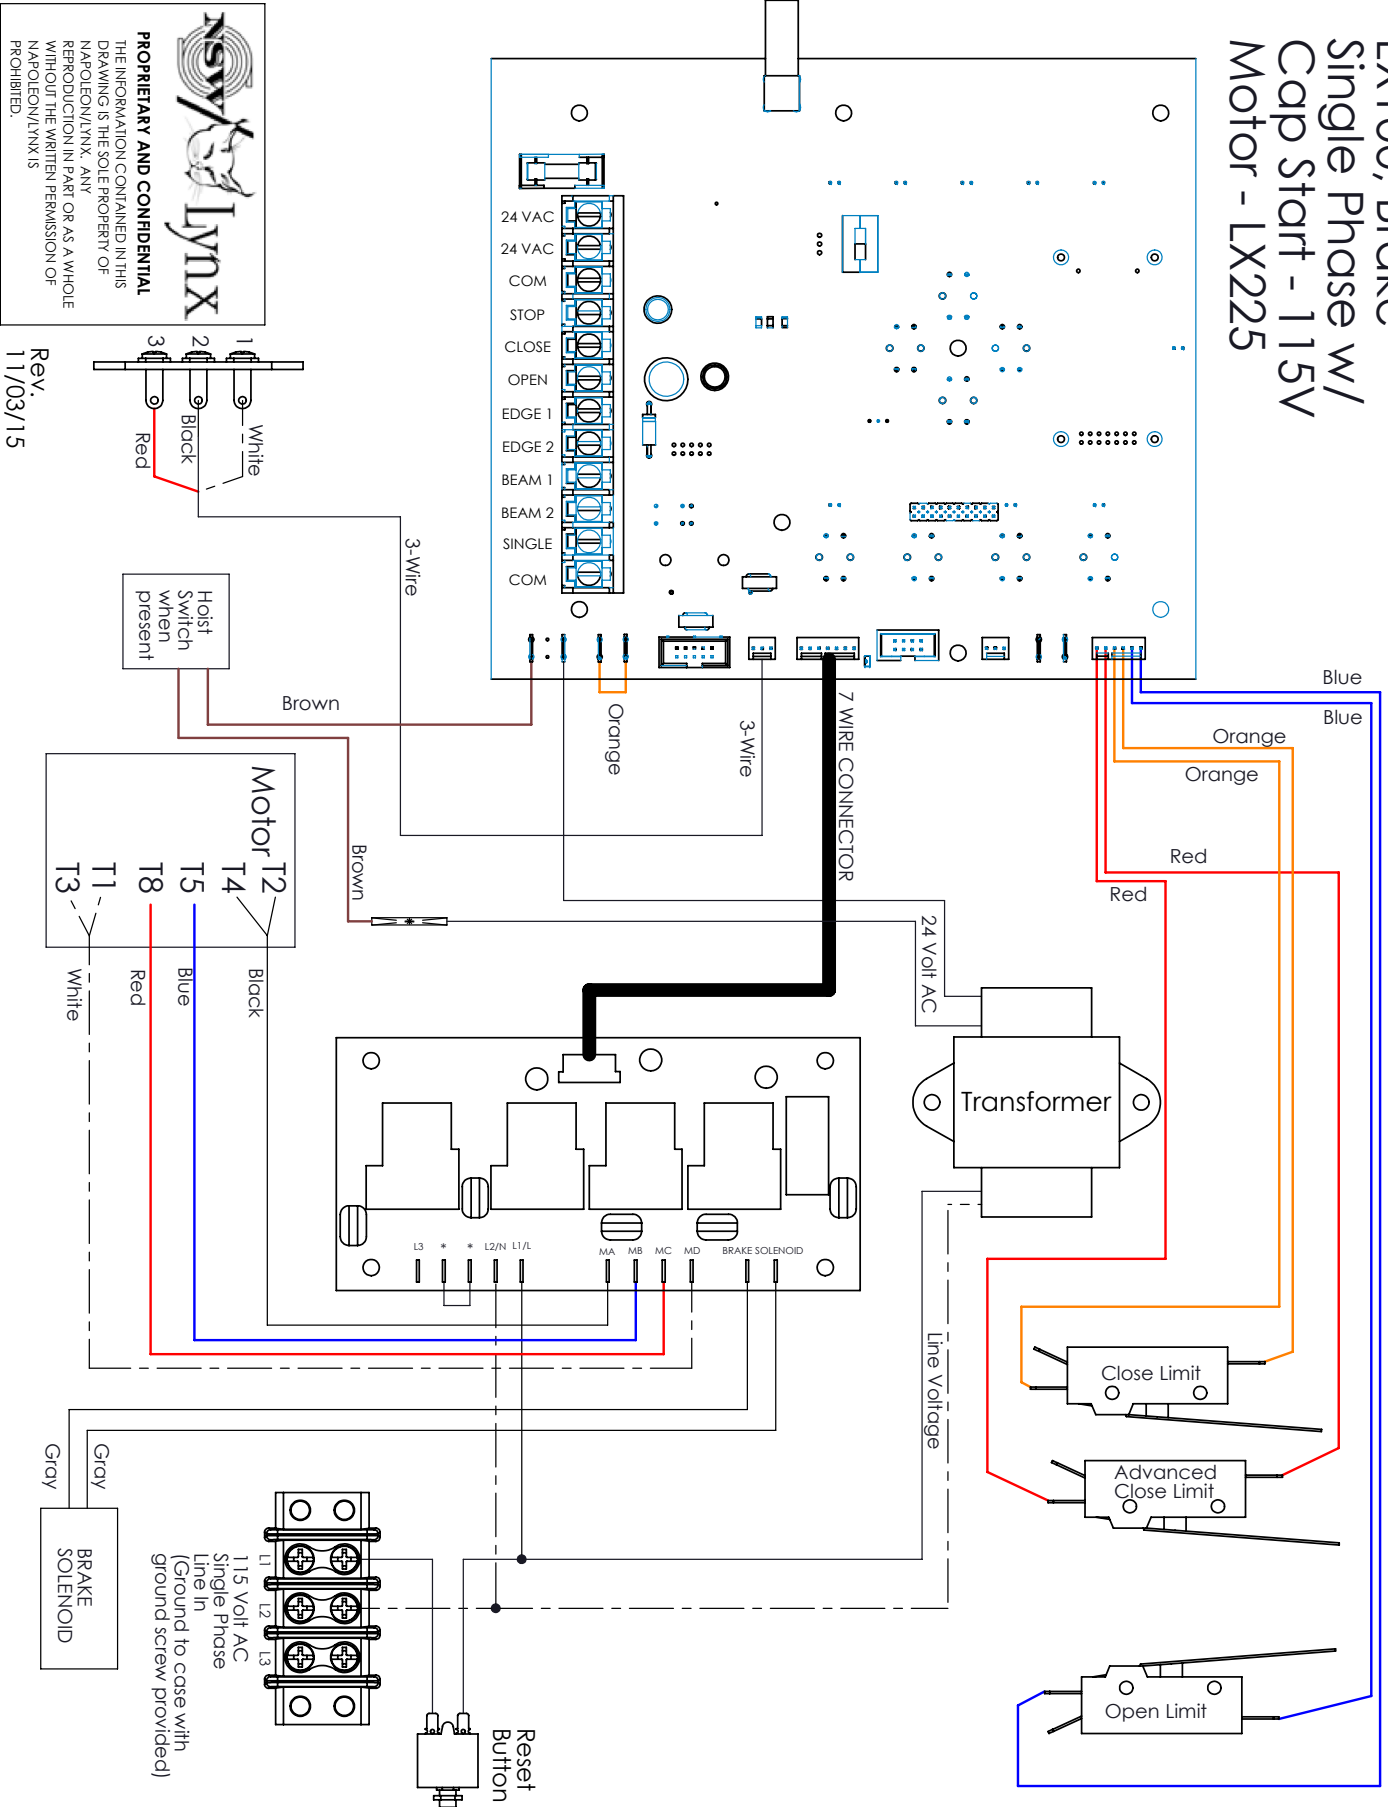 Single Phase w/
Cap Start - 115V
Motor - LX225
NSW
Lynx
PROPRIETARY AND CONFIDENTIAL
THE INFORMATION CONTAINED IN THIS
DRAWING IS THE SOLE PROPERTY OF
NAPOLEON/LYNX. ANY
REPRODUCTION IN PART OR AS A WHOLE
WITHOUT THE WRITTEN PERMISSION OF
NAPOLEON/LYNX IS
PROHIBITED.
Rev.
11/03/15
24 VAC
24 VAC
COM
STOP
CLOSE
OPEN
EDGE 1
EDGE 2
BEAM 1
BEAM 2
SINGLE
COM
1
2
3
White
Black
Red
3-Wire
Hoist
Switch
when
present
Brown
Orange
3-Wire
7 WIRE CONNECTOR
Blue
Blue
Orange
Orange
Red
Red
Motor
T2
T4
T5
T8
T1
T3
Brown
Black
Blue
Red
White
24 Volt AC
Transformer
L3
*
*
L2/N
L1/L
MA
MB
MC
MD
BRAKE SOLENOID
Line Voltage
Close Limit
Advanced
Close Limit
Open Limit
Gray
Gray
BRAKE
SOLENOID
L1
L2
L3
115 Volt AC
Single Phase
Line In
(Ground to case with
ground screw provided)
Reset
Button